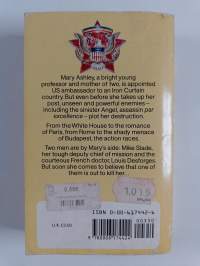 Mary Ashley, a bright young
professor and mother of two, is appointed
US ambassador to an Iron Curtain
country. But even before she takes up her
post, unseen and powerful enemies –
including the sinister Angel, assassin par
excellence – plot her destruction.
From the White House to the romance
of Paris, from Rome to the shady menace
of Budapest, the action races.
Two men are by Mary's side: Mike Slade,
her tough deputy chief of mission and the
courteous French doctor, Louis Desforges.
But soon she comes to believe that one of
them is out to kill her.